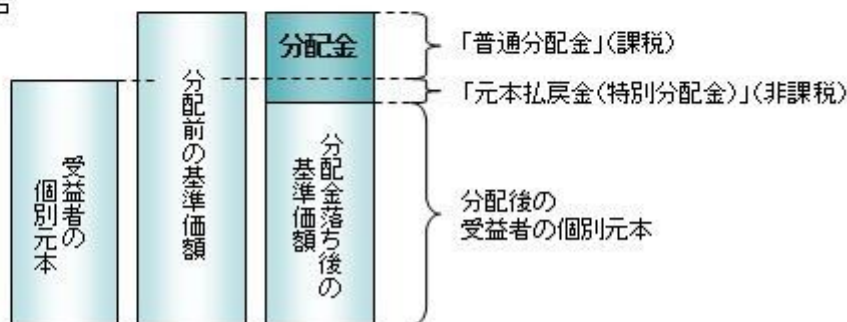 分配金
「普通分配金」(課税)
「元本払戻金(特別分配金)」(非課税)
受益者の
個別元本
分配前の基準価額
分配金落ち後の
基準価額
分配後の
受益者の個別元本